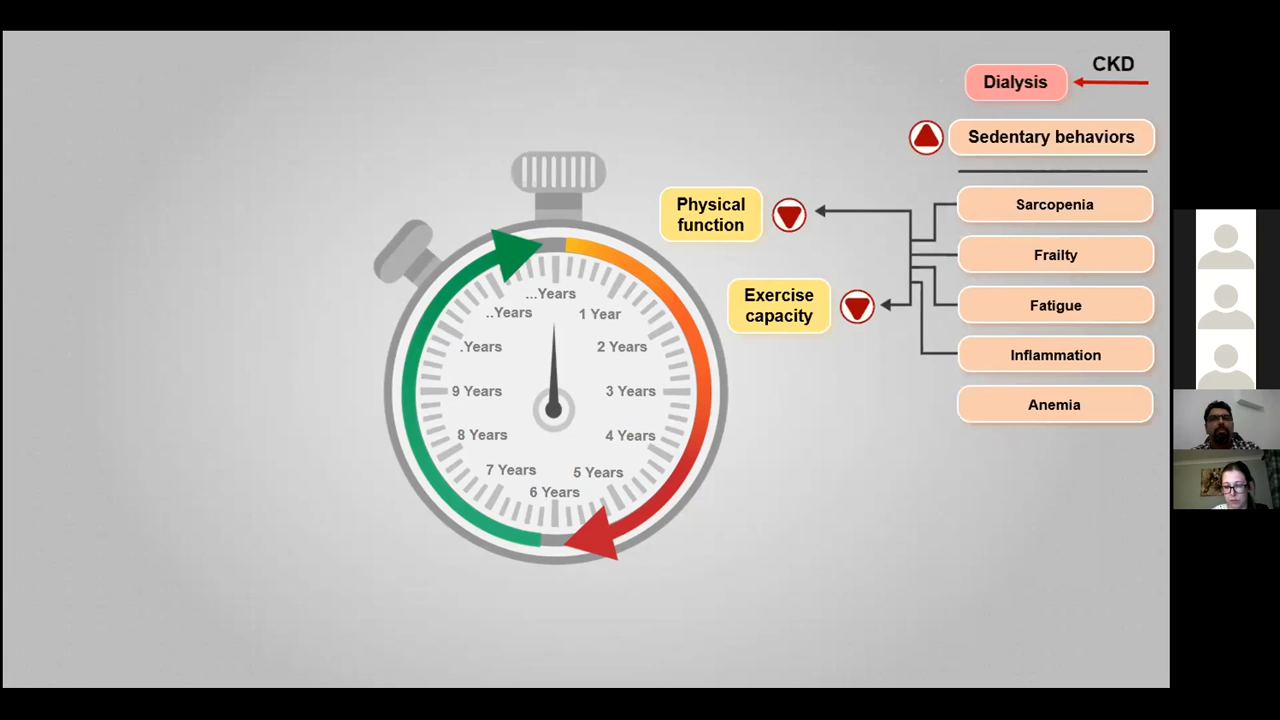 CKD
Dialysis
Sedentary behaviors
Physical
function
Sarcopenia
Frailty
Exercise
capacity
Fatigue
Inflammation
Anemia
...Years
..Years
1 Year
.Years
2 Years
9 Years
3 Years
8 Years
4 Years
7 Years
5 Years
6 Years